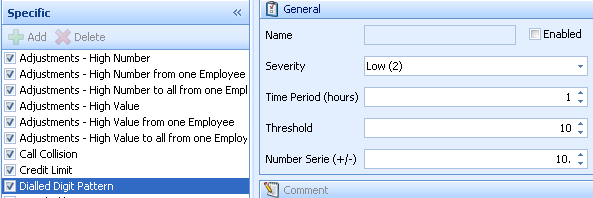 Specific
Add Delete
Adjustments - High Number
Adjustments - High Number from one Employee
Adjustments - High Number to all from one Empl
Adjustments - High Value
Adjustments - High Value from one Employee
Adjustments - High Value to all from one Employ
Call Collision
Credit Limit
Dialled Digit Pattern
General
Name
Enabled
Severity Low (2)
Time Period (hours) 1
Threshold 10
Number Serie (+/-) 10.
Comment